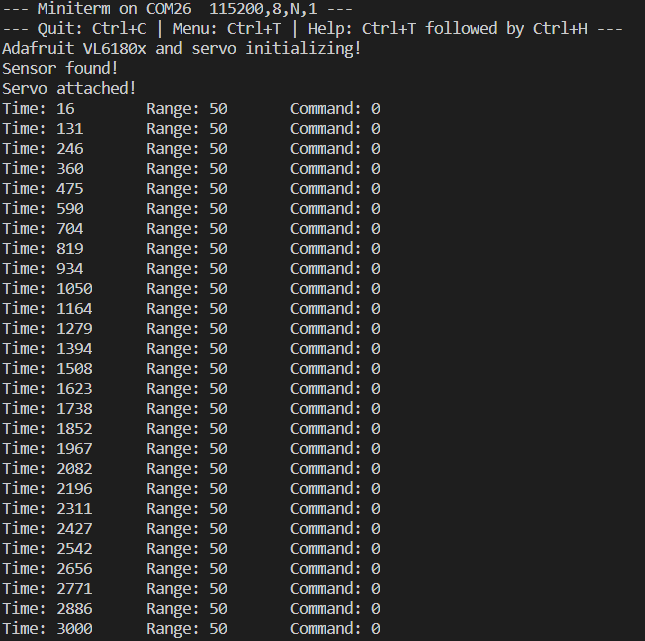 --- Miniterm on COM26  115200,8,N,1 ---
--- Quit: Ctrl+C | Menu: Ctrl+T | Help: Ctrl+T followed by Ctrl+H ---
Adafruit VL6180x and servo initializing!
Sensor found!
Servo attached!
Time: 16	Range: 50	Command: 0
Time: 131	Range: 50	Command: 0
Time: 246	Range: 50	Command: 0
Time: 360	Range: 50	Command: 0
Time: 475	Range: 50	Command: 0
Time: 590	Range: 50	Command: 0
Time: 704	Range: 50	Command: 0
Time: 819	Range: 50	Command: 0
Time: 934	Range: 50	Command: 0
Time: 1050	Range: 50	Command: 0
Time: 1164	Range: 50	Command: 0
Time: 1279	Range: 50	Command: 0
Time: 1394	Range: 50	Command: 0
Time: 1508	Range: 50	Command: 0
Time: 1623	Range: 50	Command: 0
Time: 1738	Range: 50	Command: 0
Time: 1852	Range: 50	Command: 0
Time: 1967	Range: 50	Command: 0
Time: 2082	Range: 50	Command: 0
Time: 2196	Range: 50	Command: 0
Time: 2311	Range: 50	Command: 0
Time: 2427	Range: 50	Command: 0
Time: 2542	Range: 50	Command: 0
Time: 2656	Range: 50	Command: 0
Time: 2771	Range: 50	Command: 0
Time: 2886	Range: 50	Command: 0
Time: 3000	Range: 50	Command: 0